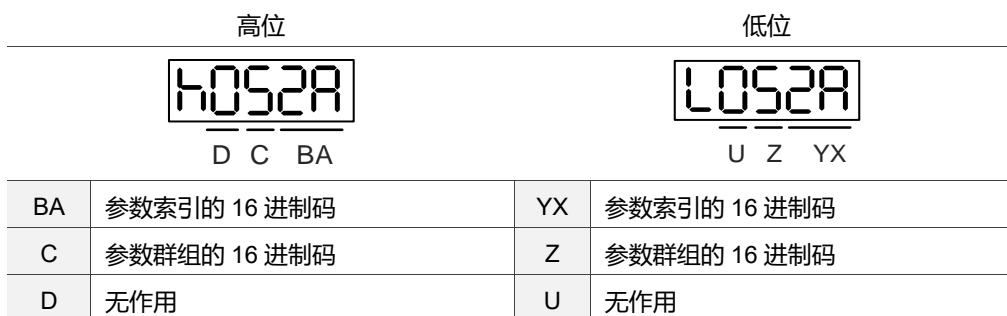 高位 低位
h052A L052A
D C BA U Z YX
BA 参数索引的 16 进制码 YX 参数索引的 16 进制码
C 参数群组的 16 进制码 Z 参数群组的 16 进制码
D 无作用 U 无作用